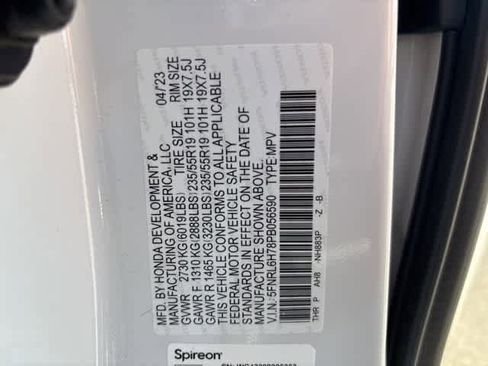 MFD. BY HONDA DEVELOPMENT & 04/'23
MANUFACTURING OF AMERICA, LLC
TIRE SIZE RIM SIZE
GVWR 2730 KG(6019LBS)
GAWR F 1310 KG(2888LBS)235/55R19 101H 19X7.5J
GAWR R 1465 KG(3230LBS)235/55R19 101H 19X7.5J
THIS VEHICLE CONFORMS TO ALL APPLICABLE
FEDERAL MOTOR VEHICLE SAFETY
STANDARDS IN EFFECT ON THE DATE OF
MANUFACTURE SHOWN ABOVE.
V.I.N.: 5FNRL6H78PB056590 TYPE:MPV
THR P AH8 -NH883P -Z -B
Spireon